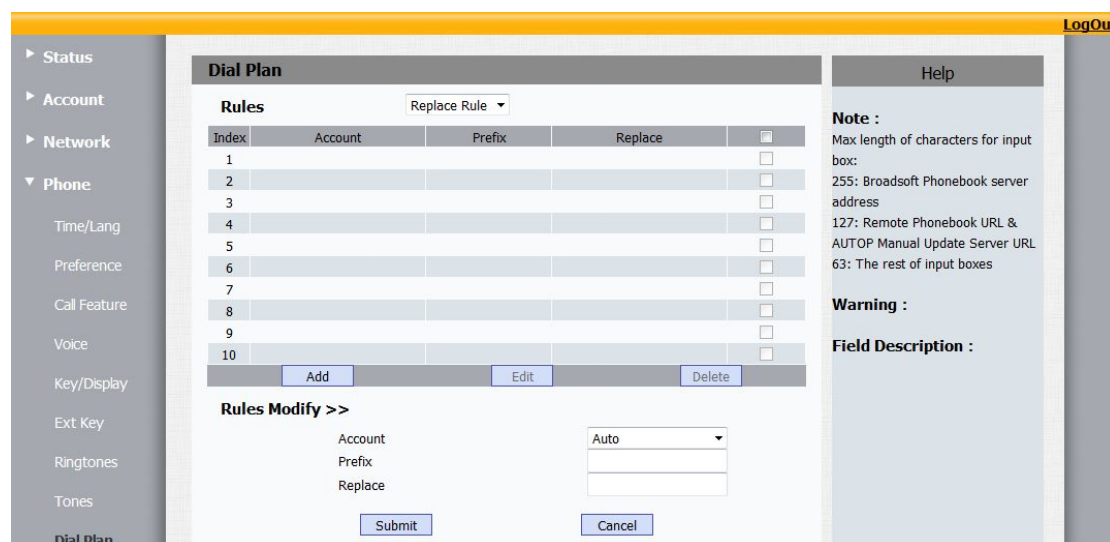 LogOu
Status
Account
Network
Phone
Time/Lang
Preference
Call Feature
Voice
Key/Display
Ext Key
Ringtones
Tones
Dial Plan
Dial Plan
Rules Replace Rule
Index Account Prefix Replace
1
2
3
4
5
6
7
8
9
10
Add Edit Delete
Rules Modify >>
Account Auto
Prefix
Replace
Submit Cancel
Help
Note :
Max length of characters for input
box:
255: Broadsoft Phonebook server
address
127: Remote Phonebook URL &
AUTOP Manual Update Server URL
63: The rest of input boxes
Warning :
Field Description :